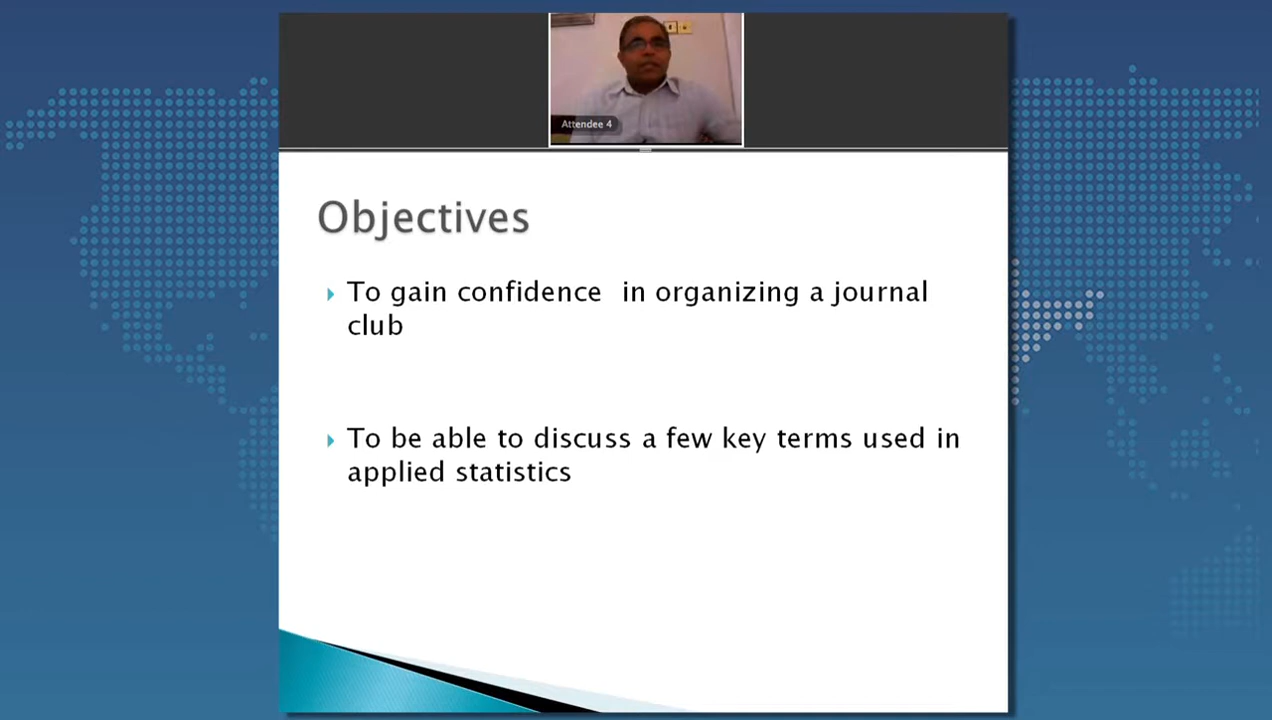 Attendee 4
Objectives
To gain confidence  in organizing a journal
club
To be able to discuss a few key terms used in
applied statistics